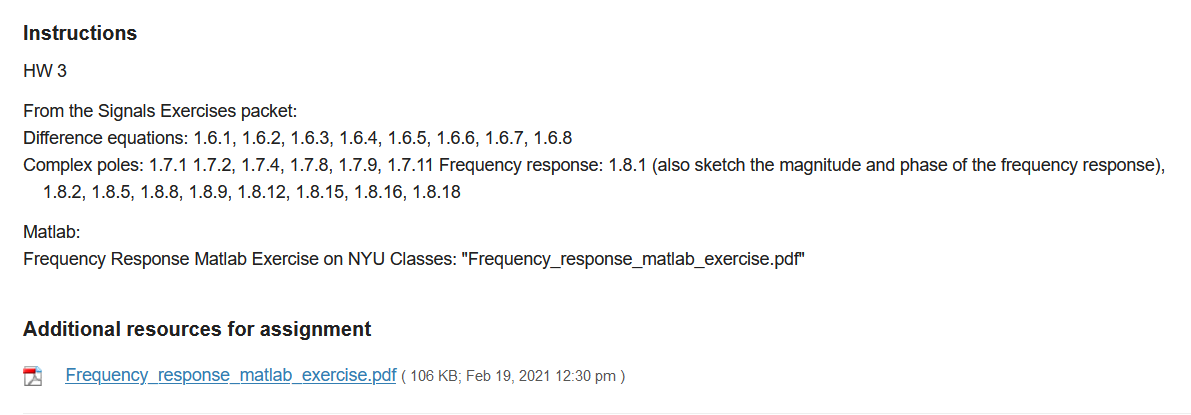 Instructions
HW 3
From the Signals Exercises packet:
Difference equations: 1.6.1, 1.6.2, 1.6.3, 1.6.4, 1.6.5, 1.6.6, 1.6.7, 1.6.8
Complex poles: 1.7.1 1.7.2, 1.7.4, 1.7.8, 1.7.9, 1.7.11 Frequency response: 1.8.1 (also sketch the magnitude and phase of the frequency response),
1.8.2, 1.8.5, 1.8.8, 1.8.9, 1.8.12, 1.8.15, 1.8.16, 1.8.18
Matlab:
Frequency Response Matlab Exercise on NYU Classes: "Frequency_response_matlab_exercise.pdf"
Additional resources for assignment
Frequency_response_matlab_exercise.pdf ( 106 KB; Feb 19, 2021 12:30 pm )